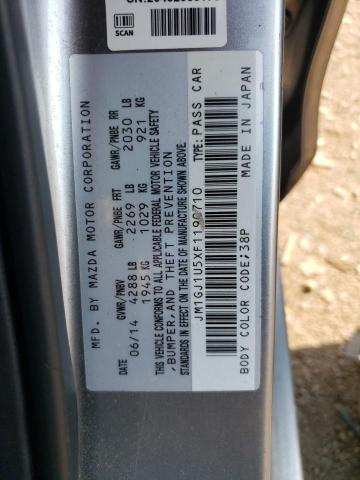 SCAN
MFD. BY MAZDA MOTOR CORPORATION
GVWR/PNBV GAWR/PNBE FRT GAWR/PNBE RR
06/14 4288 LB 2269 LB 2030 LB
1945 KG 1029 KG 921 KG
THIS VEHICLE CONFORMS TO ALL APPLICABLE FEDERAL MOTOR VEHICLE SAFETY
,BUMPER,AND THEFT PREVENTION STANDARDS IN EFFECT ON THE DATE OF MANUFACTURE SHOWN ABOVE.
JM1GJ1U5XF1190710 TYPE: PASS CAR
BODY COLOR CODE;38P MADE IN JAPAN